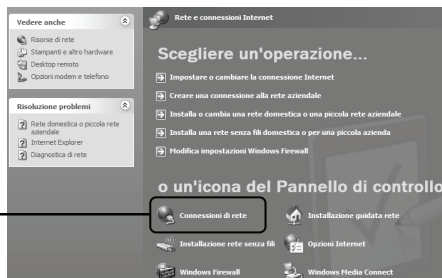 Vedere anche
Risorse di rete
Stampanti e altro hardware
Desktop remoto
Opzioni modem e telefono
Risoluzione problemi
Rete domestica o piccola rete
aziendale
Internet Explorer
Diagnostica di rete
Rete e connessioni Internet
Scegliere un'operazione...
Impostare o cambiare la connessione Internet
Creare una connessione alla rete aziendale
Installa o cambia una rete domestica o una piccola rete aziendale
Installa una rete senza fili domestica o per una piccola azienda
Modifica impostazioni Windows Firewall
o un'icona del Pannello di controllo
Connessioni di rete
Installazione guidata rete
Installazione rete senza fili
Opzioni Internet
Windows Firewall
Windows Media Connect